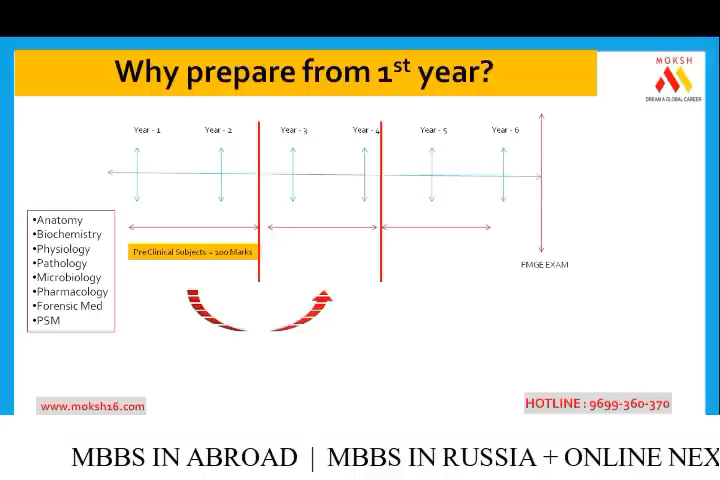 Why prepare from 1st year?
MOKSH
DREAM A GLOBAL CAREER
Year - 1
Year - 2
Year - 3
Year - 4
Year - 5
Year - 6
•Anatomy
•Biochemistry
•Physiology
•Pathology
•Microbiology
•Pharmacology
•Forensic Med
•PSM
PreClinical Subjects = 100 Marks
FMGE EXAM
www.moksh16.com
HOTLINE : 9699-360-370
MBBS IN ABROAD | MBBS IN RUSSIA + ONLINE NEX